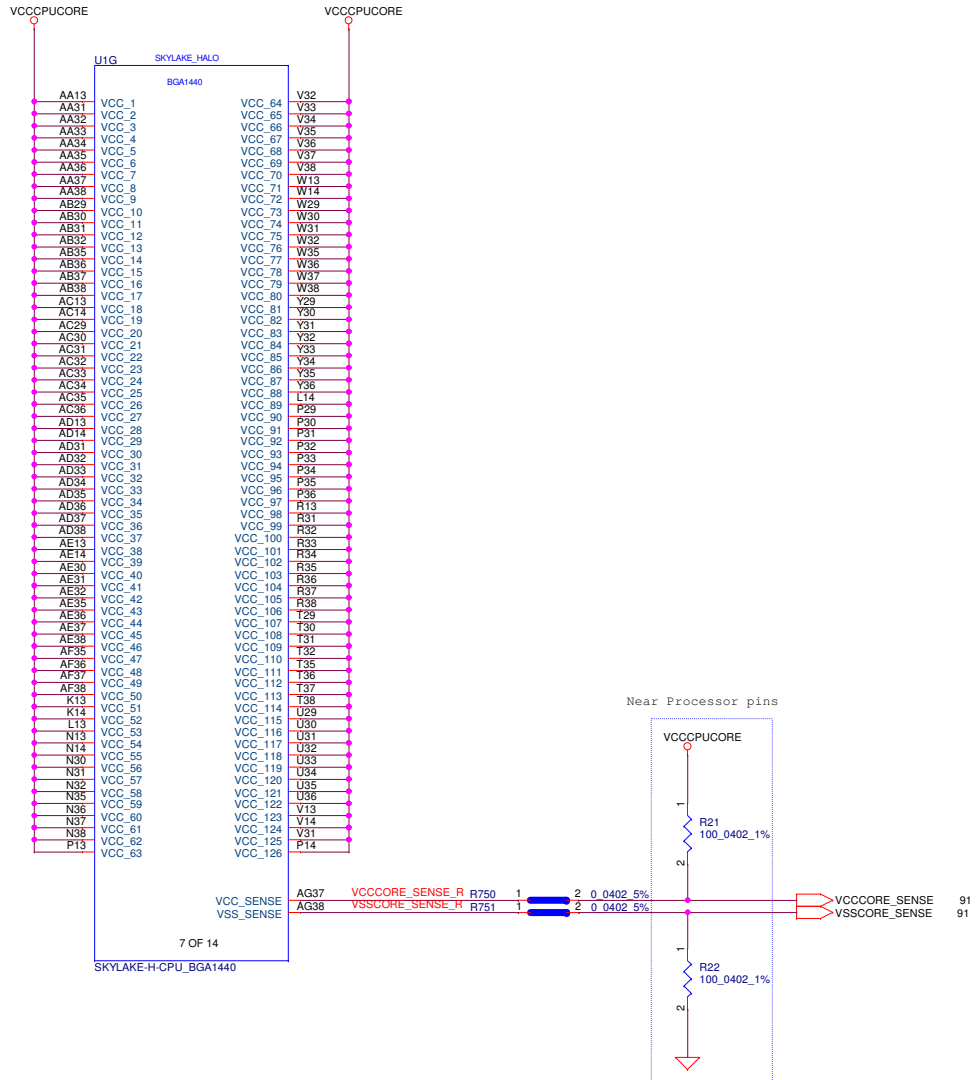 VCCCPUCORE
VCCCPUCORE
U1G
SKYLAKE_HALO
BGA1440
AA13 VCC_1 VCC_64 V32
AA31 VCC_2 VCC_65 V33
AA32 VCC_3 VCC_66 V34
AA33 VCC_4 VCC_67 V35
AA34 VCC_5 VCC_68 V36
AA35 VCC_6 VCC_69 V37
AA36 VCC_7 VCC_70 V38
AA37 VCC_8 VCC_71 W13
AA38 VCC_9 VCC_72 W14
AB29 VCC_10 VCC_73 W29
AB30 VCC_11 VCC_74 W30
AB31 VCC_12 VCC_75 W31
AB32 VCC_13 VCC_76 W32
AB35 VCC_14 VCC_77 W35
AB36 VCC_15 VCC_78 W36
AB37 VCC_16 VCC_79 W37
AB38 VCC_17 VCC_80 W38
AC13 VCC_18 VCC_81 Y29
AC14 VCC_19 VCC_82 Y30
AC29 VCC_20 VCC_83 Y31
AC30 VCC_21 VCC_84 Y32
AC31 VCC_22 VCC_85 Y33
AC32 VCC_23 VCC_86 Y34
AC33 VCC_24 VCC_87 Y35
AC34 VCC_25 VCC_88 Y36
AC35 VCC_26 VCC_89 L14
AC36 VCC_27 VCC_90 P29
AD13 VCC_28 VCC_91 P30
AD14 VCC_29 VCC_92 P31
AD31 VCC_30 VCC_93 P32
AD32 VCC_31 VCC_94 P33
AD33 VCC_32 VCC_95 P34
AD34 VCC_33 VCC_96 P35
AD35 VCC_34 VCC_97 P36
AD36 VCC_35 VCC_98 R13
AD37 VCC_36 VCC_99 R31
AD38 VCC_37 VCC_100 R32
AE13 VCC_38 VCC_101 R33
AE14 VCC_39 VCC_102 R34
AE30 VCC_40 VCC_103 R35
AE31 VCC_41 VCC_104 R36
AE32 VCC_42 VCC_105 R37
AE35 VCC_43 VCC_106 R38
AE36 VCC_44 VCC_107 T29
AE37 VCC_45 VCC_108 T30
AE38 VCC_46 VCC_109 T31
AF35 VCC_47 VCC_110 T32
AF36 VCC_48 VCC_111 T35
AF37 VCC_49 VCC_112 T36
AF38 VCC_50 VCC_113 T37
K13 VCC_51 VCC_114 T38
K14 VCC_52 VCC_115 U29
L13 VCC_53 VCC_116 U30
N13 VCC_54 VCC_117 U31
N14 VCC_55 VCC_118 U32
N30 VCC_56 VCC_119 U33
N31 VCC_57 VCC_120 U34
N32 VCC_58 VCC_121 U35
N35 VCC_59 VCC_122 U36
N36 VCC_60 VCC_123 V13
N37 VCC_61 VCC_124 V14
N38 VCC_62 VCC_125 V31
P13 VCC_63 VCC_126 P14
Near Processor pins
VCCCPUCORE
1
R21
100_0402_1%
2
VCC_SENSE AG37 VCCCORE_SENSE_R R750 1 2 0_0402_5% VCCCORE_SENSE 91
VSS_SENSE AG38 VSSCORE_SENSE_R R751 1 2 0_0402_5% VSSCORE_SENSE 91
1
R22
100_0402_1%
2
7 OF 14
SKYLAKE-H-CPU_BGA1440